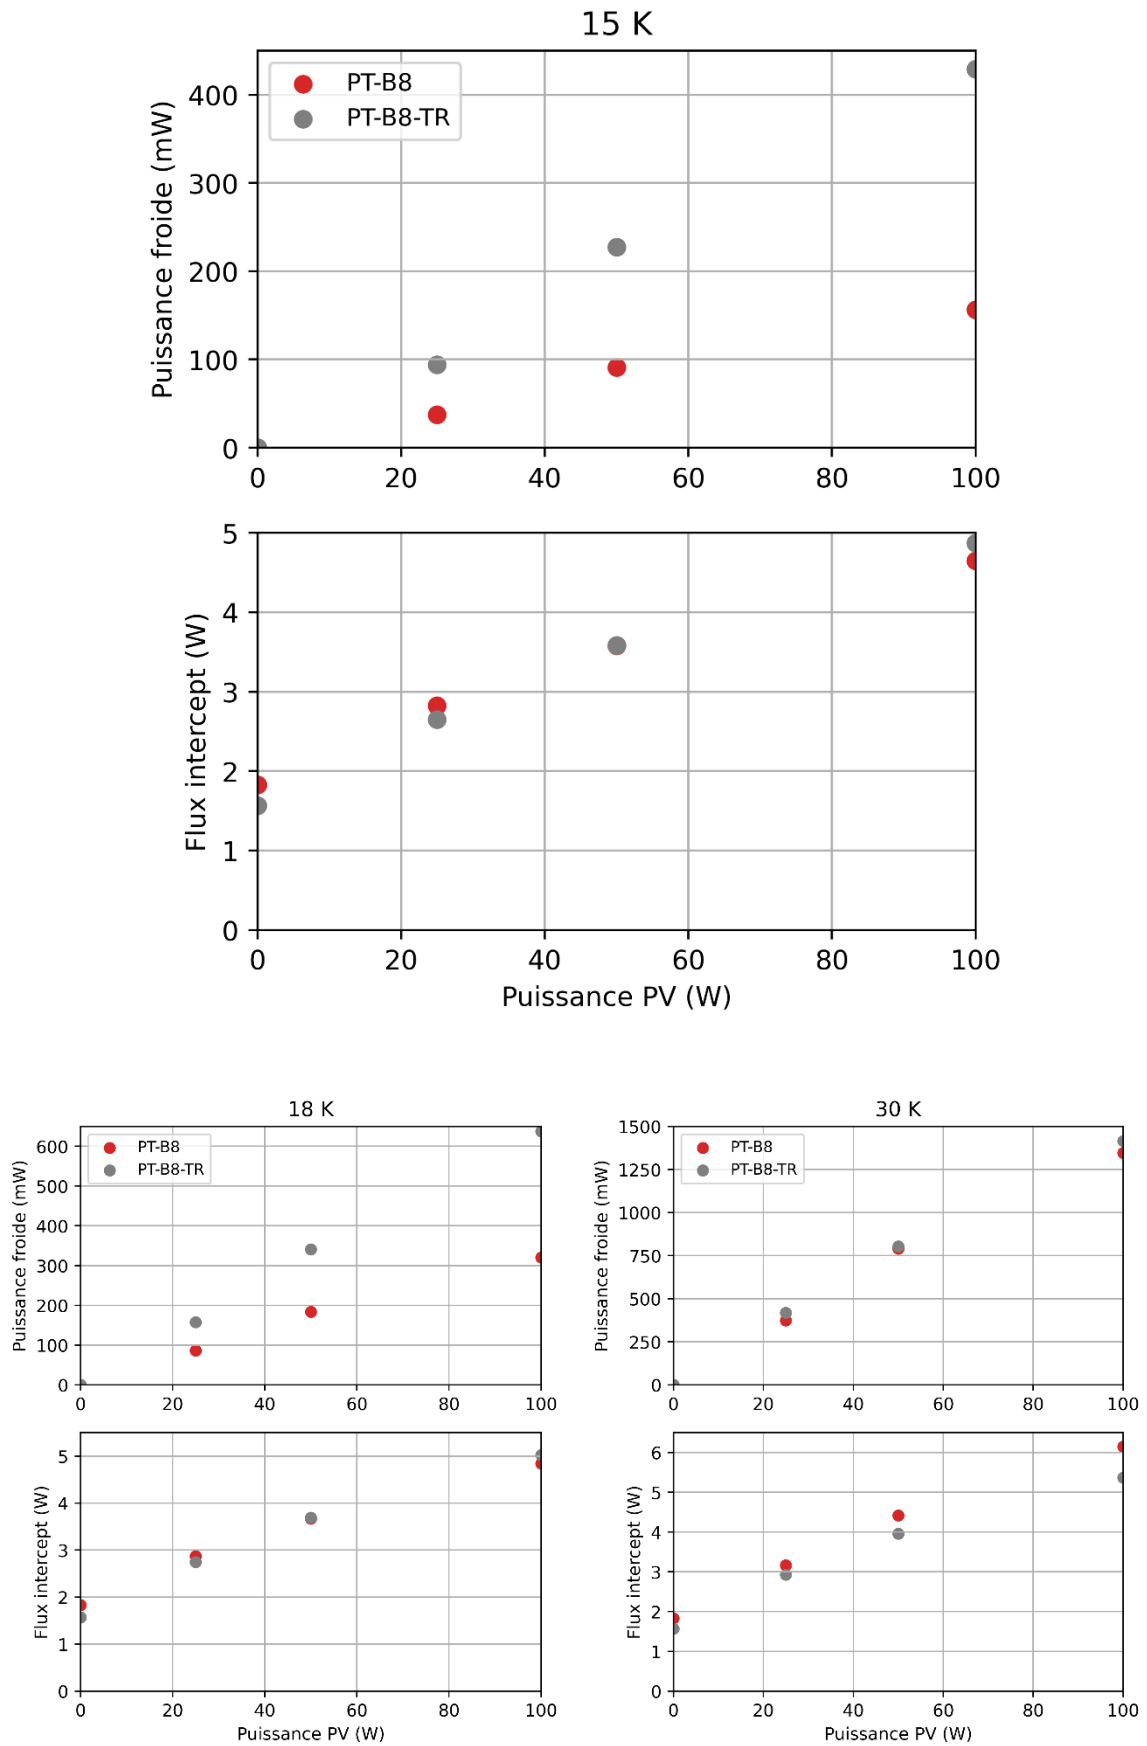 15 K
PT-B8
PT-B8-TR
Puissance froide (mW)
400
300
200
100
0
0 20 40 60 80 100
Flux intercept (W)
5
4
3
2
1
0
0 20 40 60 80 100
Puissance PV (W)
18 K
PT-B8
PT-B8-TR
Puissance froide (mW)
600
500
400
300
200
100
0
0 20 40 60 80 100
Flux intercept (W)
5
4
3
2
1
0
0 20 40 60 80 100
Puissance PV (W)
30 K
PT-B8
PT-B8-TR
Puissance froide (mW)
1500
1250
1000
750
500
250
0
0 20 40 60 80 100
Flux intercept (W)
6
5
4
3
2
1
0
0 20 40 60 80 100
Puissance PV (W)